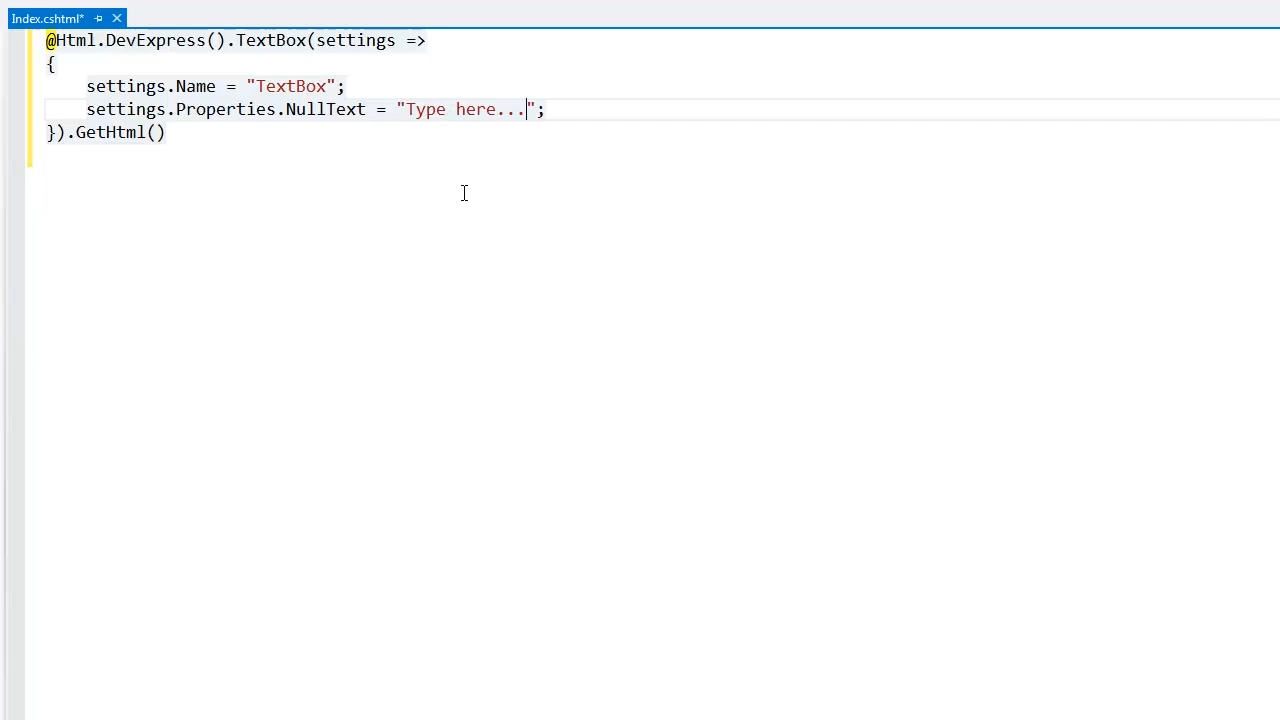 Index.cshtml*
@Html.DevExpress().TextBox(settings =>
{
    settings.Name = "TextBox";
    settings.Properties.NullText = "Type here...";
}).GetHtml()